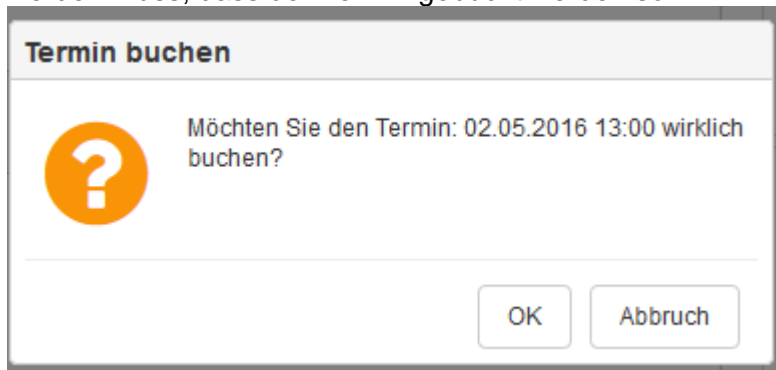 Termin buchen
Möchten Sie den Termin: 02.05.2016 13:00 wirklich
buchen?
OK
Abbruch